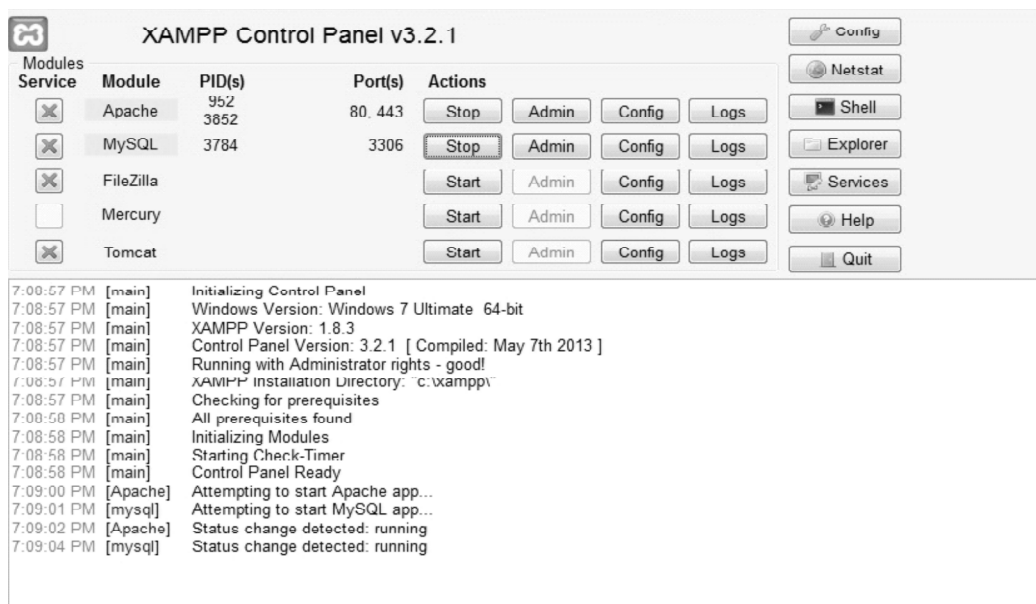 XAMPP Control Panel v3.2.1
Config
Modules
Service Module PID(s) Port(s) Actions
Netstat
Apache 952 3852 80, 443 Stop Admin Config Logs
Shell
MySQL 3784 3306 Stop Admin Config Logs
Explorer
FileZilla Start Admin Config Logs
Services
Mercury Start Admin Config Logs
Help
Tomcat Start Admin Config Logs
Quit
7:08:57 PM [main] Initializing Control Panel
7:08:57 PM [main] Windows Version: Windows 7 Ultimate 64-bit
7:08:57 PM [main] XAMPP Version: 1.8.3
7:08:57 PM [main] Control Panel Version: 3.2.1 [ Compiled: May 7th 2013 ]
7:08:57 PM [main] Running with Administrator rights - good!
7:08:57 PM [main] XAMPP Installation Directory: "c:\xampp\"
7:08:57 PM [main] Checking for prerequisites
7:08:58 PM [main] All prerequisites found
7:08:58 PM [main] Initializing Modules
7:08:58 PM [main] Starting Check-Timer
7:08:58 PM [main] Control Panel Ready
7:09:00 PM [Apache] Attempting to start Apache app...
7:09:01 PM [mysql] Attempting to start MySQL app...
7:09:02 PM [Apache] Status change detected: running
7:09:04 PM [mysql] Status change detected: running